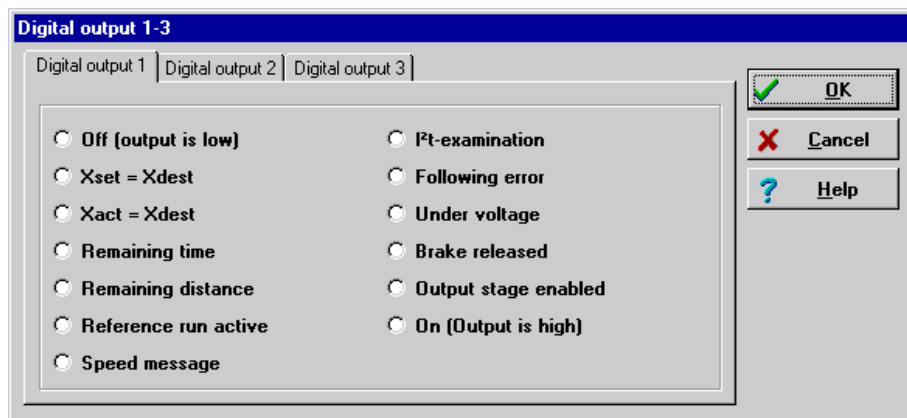 Digital output 1-3
Digital output 1
Digital output 2
Digital output 3
Off (output is low)
Xset = Xdest
Xact = Xdest
Remaining time
Remaining distance
Reference run active
Speed message
I²t-examination
Following error
Under voltage
Brake released
Output stage enabled
On (Output is high)
OK
Cancel
? Help